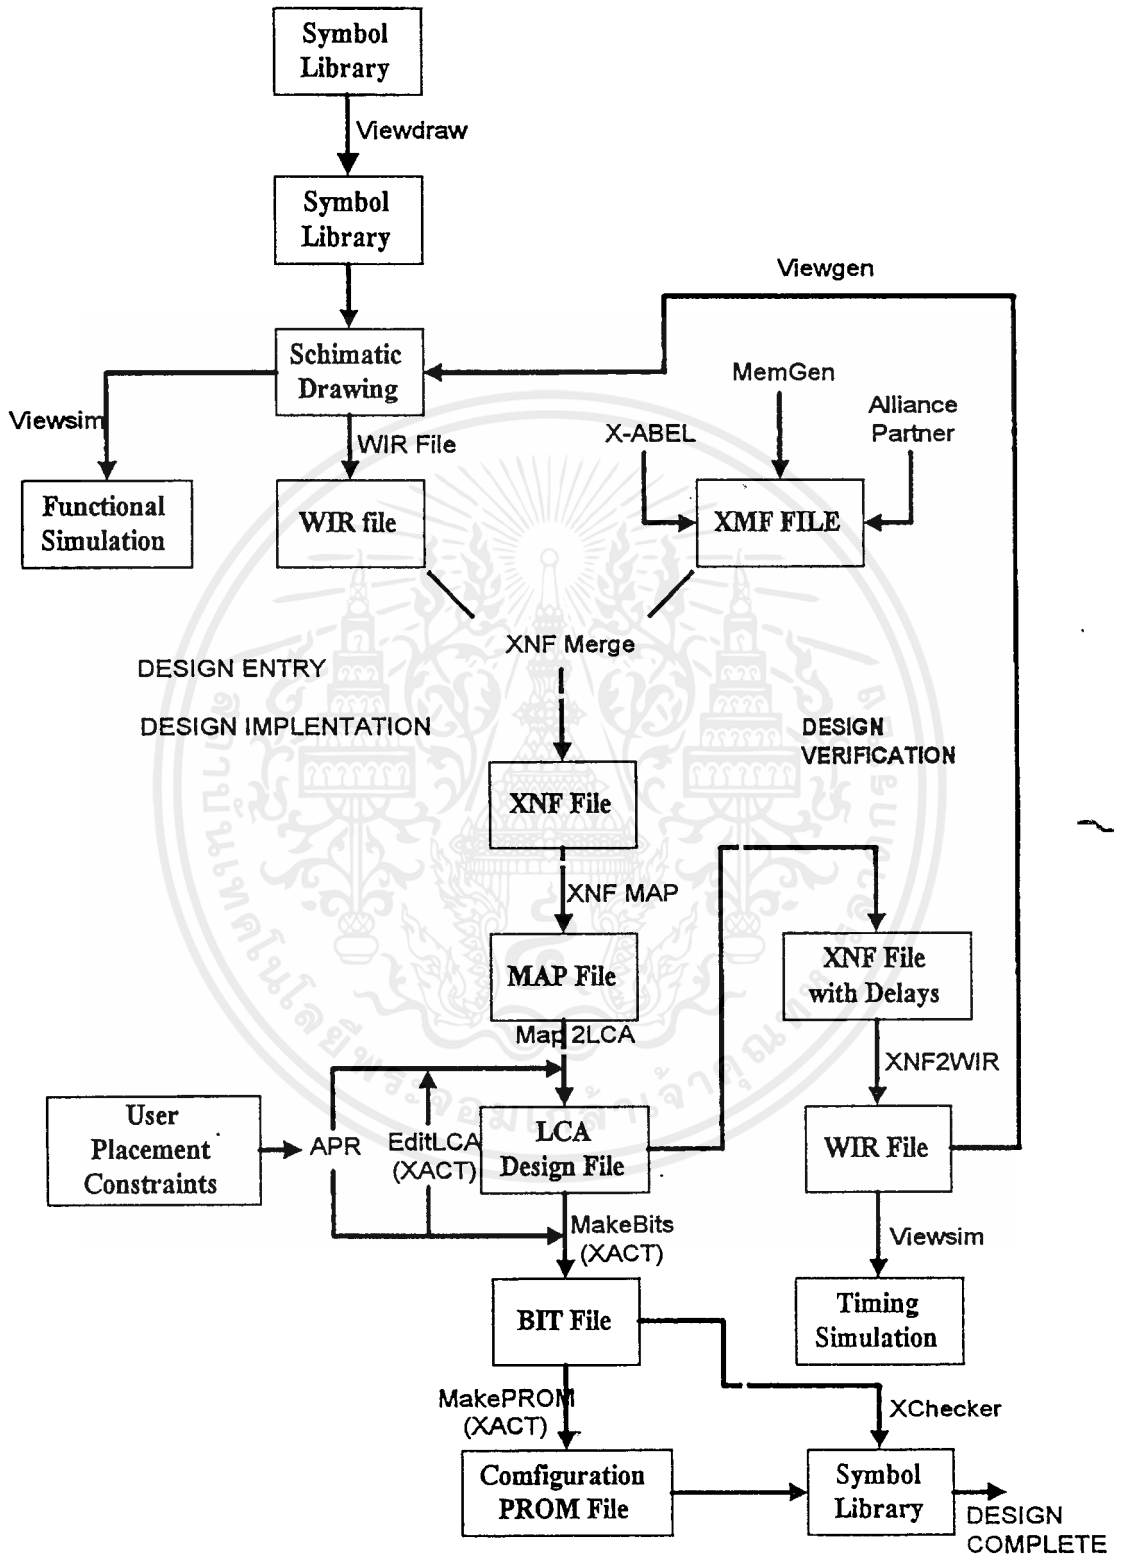 Symbol
Library
Viewdraw
Symbol
Library
Viewgen
Schimatic
Drawing
MemGen
Alliance
Partner
Viewsim
WIR File
X-ABEL
Functional
Simulation
WIR file
XMF FILE
XNF Merge
DESIGN ENTRY
DESIGN IMPLENTATION
DESIGN
VERIFICATION
XNF File
XNF MAP
MAP File
XNF File
with Delays
Map 2LCA
XNF2WIR
User
Placement
Constraints
APR
EditLCA
(XACT)
LCA
Design File
WIR File
MakeBits
(XACT)
Viewsim
BIT File
Timing
Simulation
MakePROM
(XACT)
XChecker
Comfiguration
PROM File
Symbol
Library
DESIGN
COMPLETE